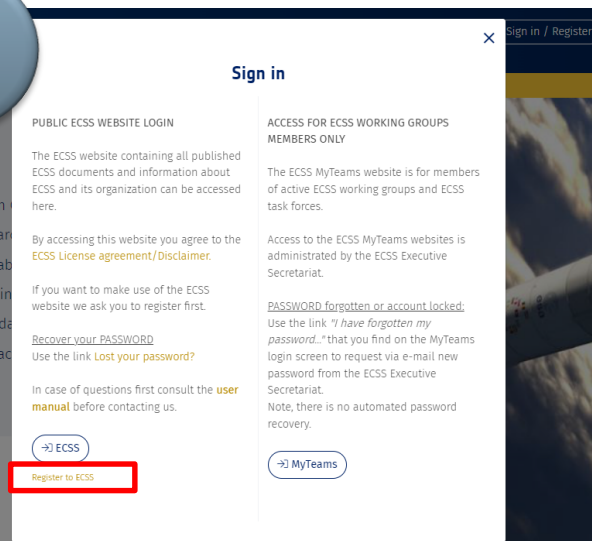 Sign in / Register
Sign in
PUBLIC ECSS WEBSITE LOGIN
The ECSS website containing all published
ECSS documents and information about
ECSS and its organization can be accessed
here.
By accessing this website you agree to the
ECSS License agreement/Disclaimer.
If you want to make use of the ECSS
website we ask you to register first.
Recover your PASSWORD
Use the link Lost your password?
In case of questions first consult the user
manual before contacting us.
ECSS
Register to ECSS
ACCESS FOR ECSS WORKING GROUPS
MEMBERS ONLY
The ECSS MyTeams website is for members
of active ECSS working groups and ECSS
task forces.
Access to the ECSS MyTeams websites is
administrated by the ECSS Executive
Secretariat.
PASSWORD forgotten or account locked:
Use the link "I have forgotten my
password..." that you find on the MyTeams
login screen to request via e-mail new
password from the ECSS Executive
Secretariat.
Note, there is no automated password
recovery.
MyTeams